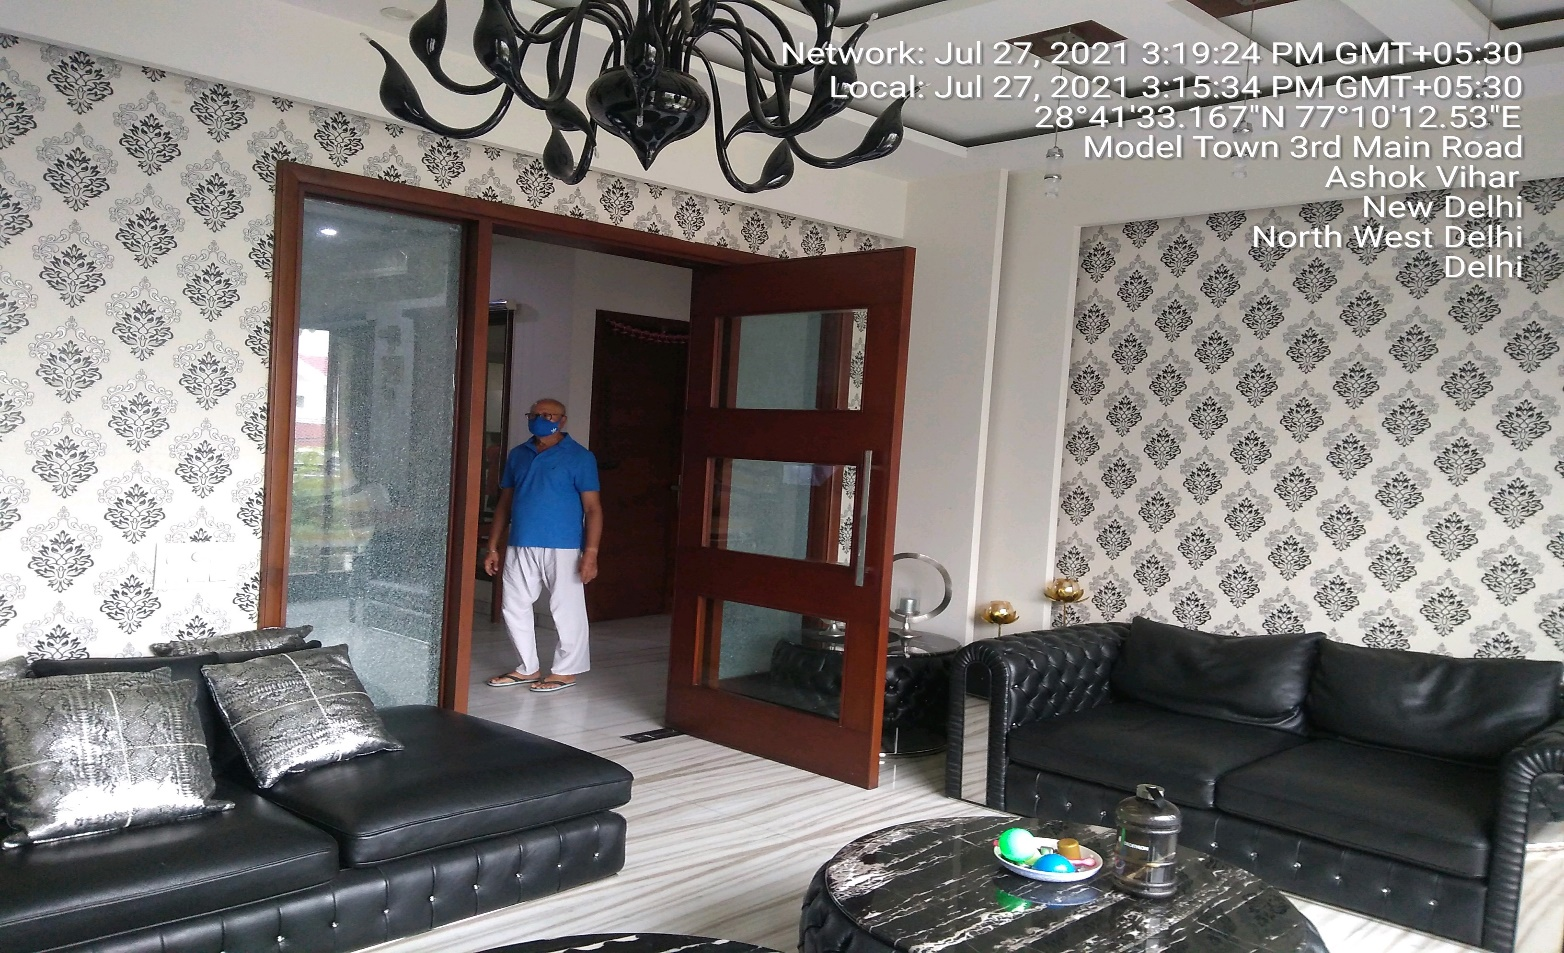 Network: Jul 27, 2021 3:19:24 PM GMT+05:30
Local: Jul 27, 2021 3:15:34 PM GMT+05:30
28°41'33.167"N 77°10'12.53"E
Model Town 3rd Main Road
Ashok Vihar
New Delhi
North West Delhi
Delhi